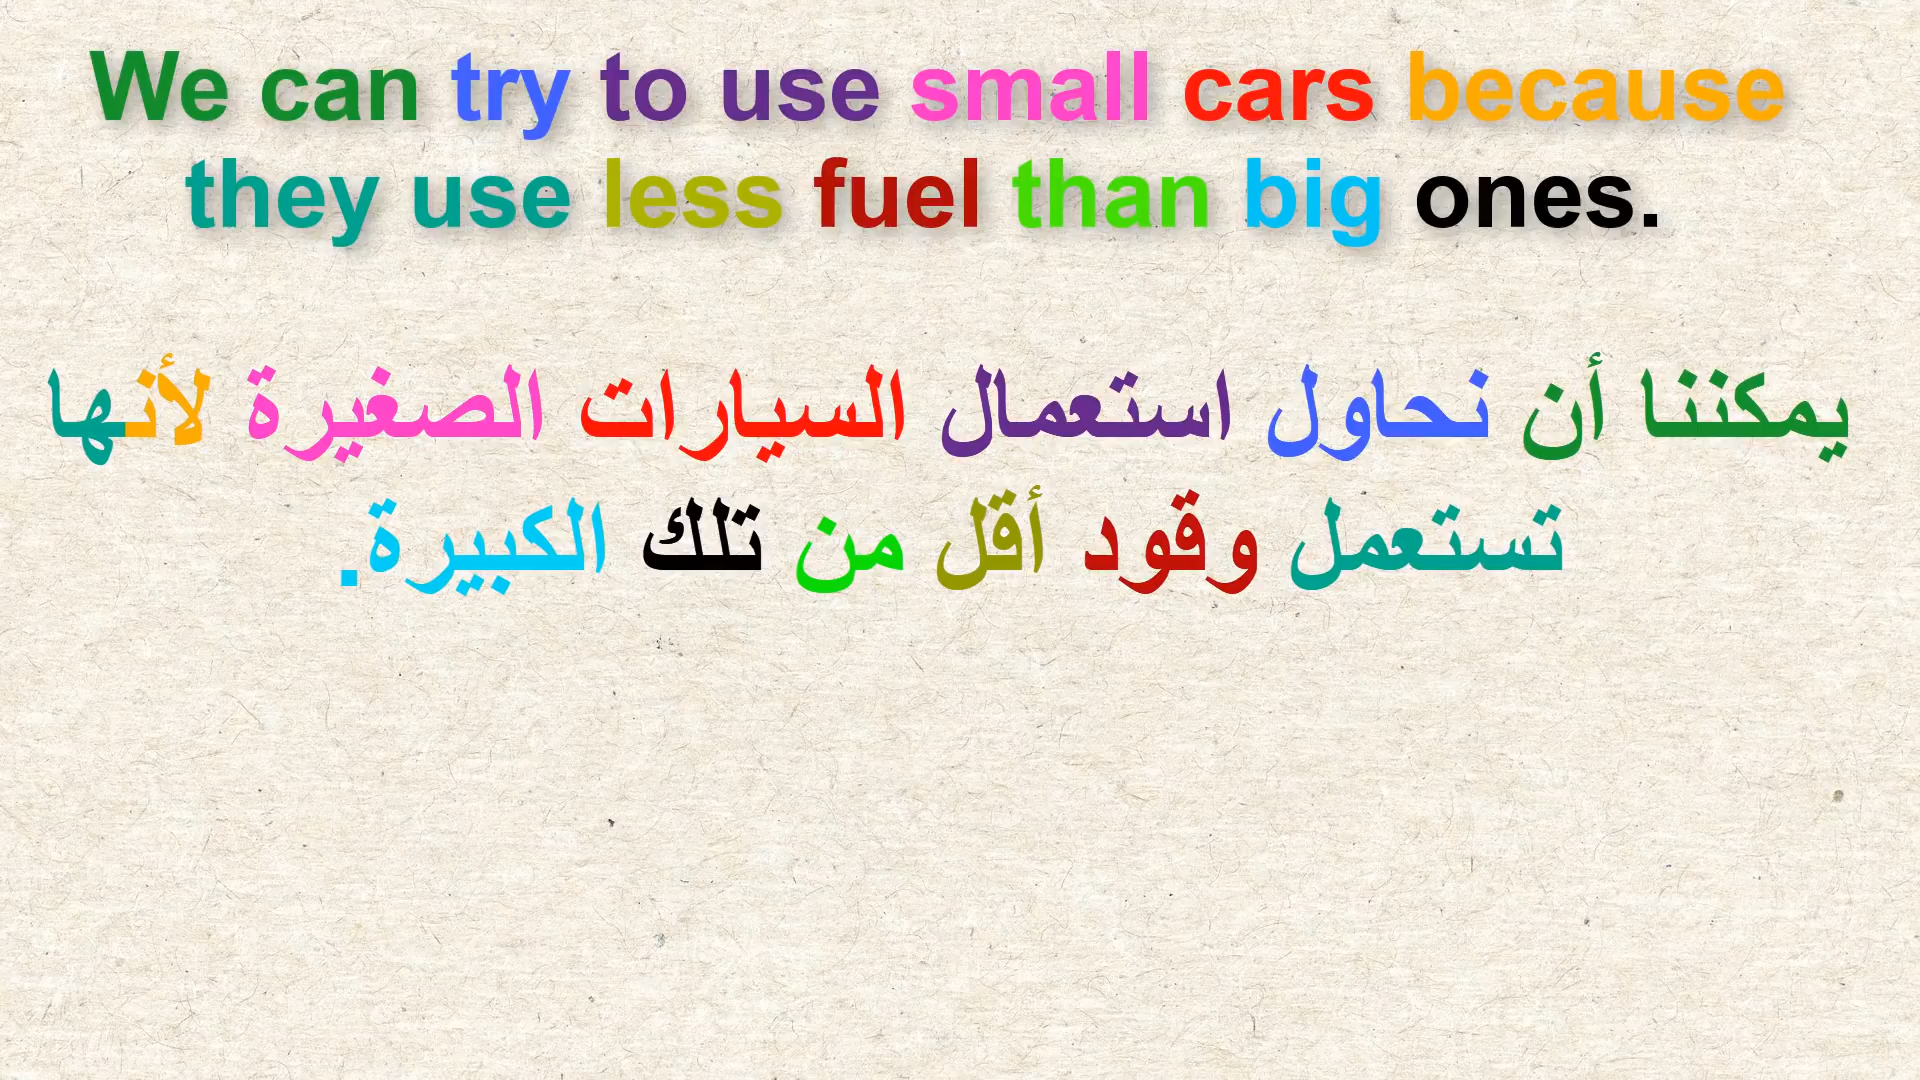 We can try to use small cars because
they use less fuel than big ones.
يمكننا أن نحاول استعمال السيارات الصغيرة لأنها
تستعمل وقود أقل من تلك الكبيرة.